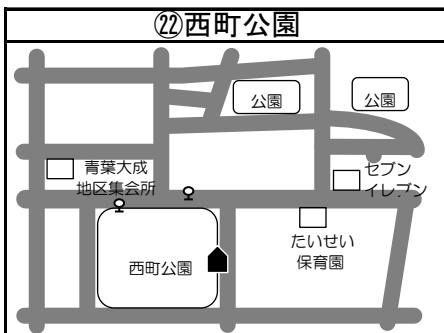 ㉒西町公園
公園
公園
青葉大成
地区集会所
セブン
イレブン
たいせい
保育園
西町公園